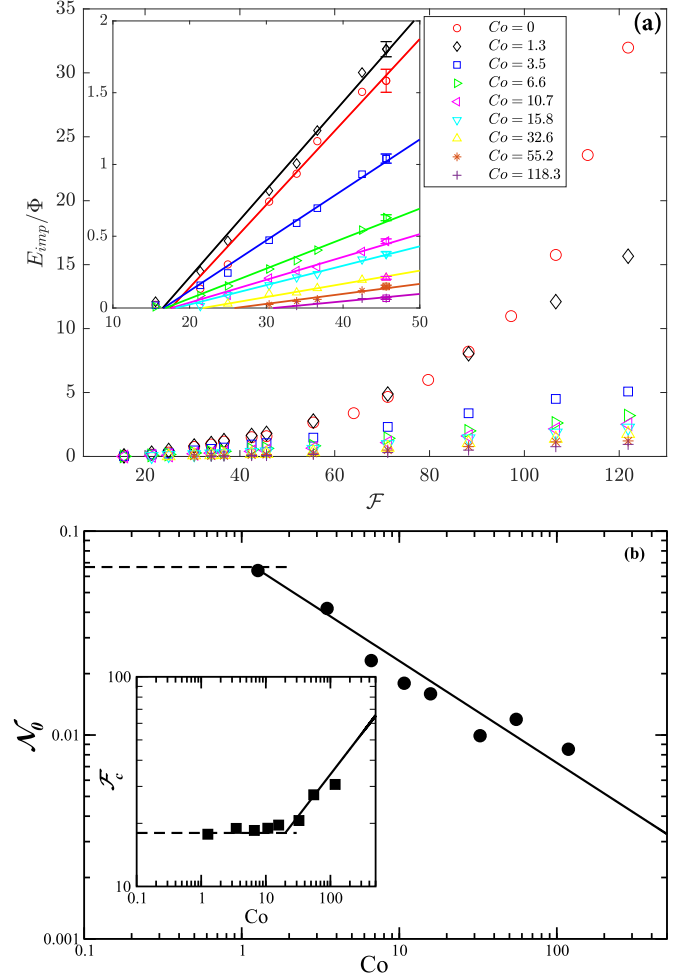 (a)
35
30
25
20
15
10
5
0
E_imp/Φ
20 40 60 80 100 120
ℱ
2
1.5
1
0.5
0
10 20 30 40 50
Co = 0
Co = 1.3
Co = 3.5
Co = 6.6
Co = 10.7
Co = 15.8
Co = 32.6
Co = 55.2
Co = 118.3
(b)
0.1
0.01
0.001
𝒩₀
0.1 1 10 100
Co
100
10
ℱc
0.1 1 10 100
Co